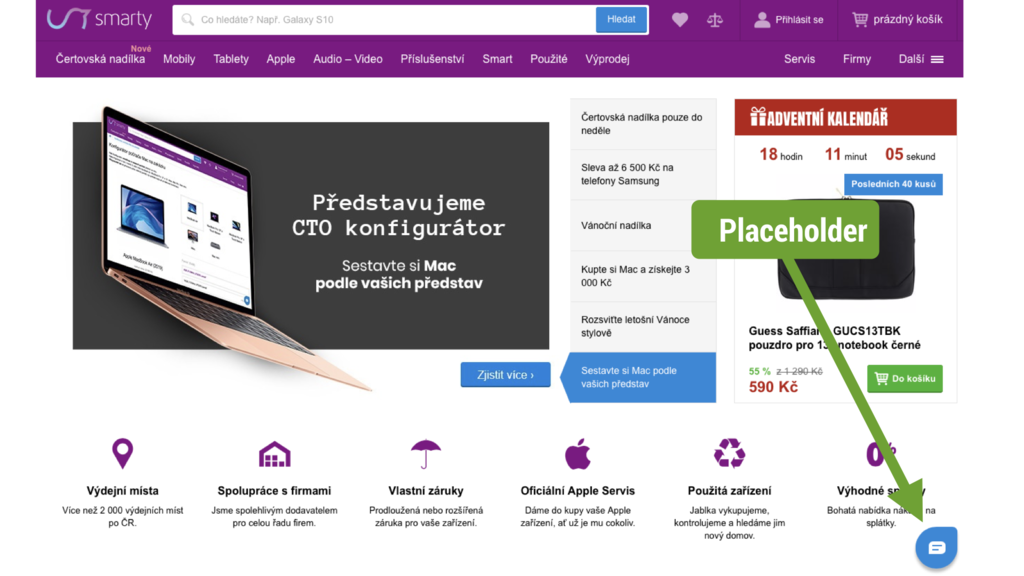 smarty
Co hledáte? Např. Galaxy S10
Hledat
Přihlásit se
prázdný košík
Nové
Čertovská nadílka
Mobily
Tablety
Apple
Audio – Video
Příslušenství
Smart
Použité
Výprodej
Servis
Firmy
Další
Představujeme
CTO konfigurátor
Sestavte si Mac
podle vašich představ
Zjistit více ›
Čertovská nadílka pouze do
neděle
Sleva až 6 500 Kč na
telefony Samsung
Vánoční nadílka
Kupte si Mac a získejte 3
000 Kč
Rozsviťte letošní Vánoce
stylově
Sestavte si Mac podle
vašich představ
ADVENTNÍ KALENDÁŘ
18 hodin 11 minut 05 sekund
Posledních 40 kusů
Placeholder
Guess Saffian GUCS13TBK
pouzdro pro 13 notebook černé
55 % z 1 290 Kč
590 Kč
Do košíku
Výdejní místa
Více než 2 000 výdejních míst
po ČR.
Spolupráce s firmami
Jsme spolehlivým dodavatelem
pro celou řadu firem.
Vlastní záruky
Prodloužená nebo rozšířená
záruka pro vaše zařízení.
Oficiální Apple Servis
Dáme do kupy vaše Apple
zařízení, ať už je mu cokoliv.
Použitá zařízení
Jablka vykupujeme,
kontrolujeme a hledáme jim
nový domov.
0%
Výhodné
Bohatá nabídka na
splátky.